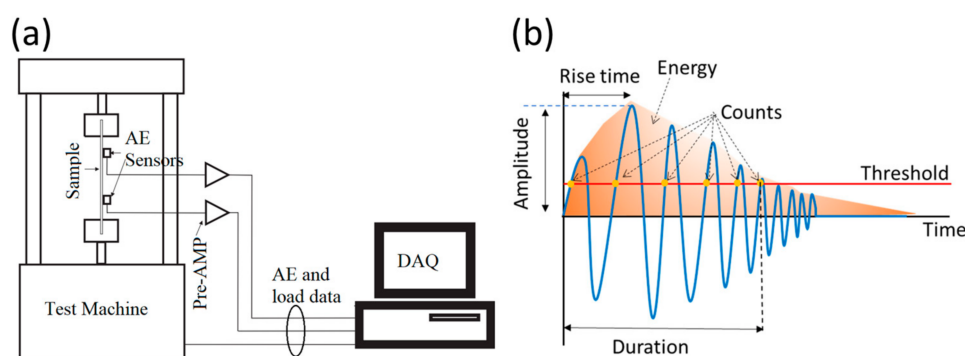 (a)
Sample
AE
Sensors
Pre-AMP
Test Machine
AE and
load data
DAQ
(b)
Rise time
Energy
Counts
Amplitude
Threshold
Time
Duration